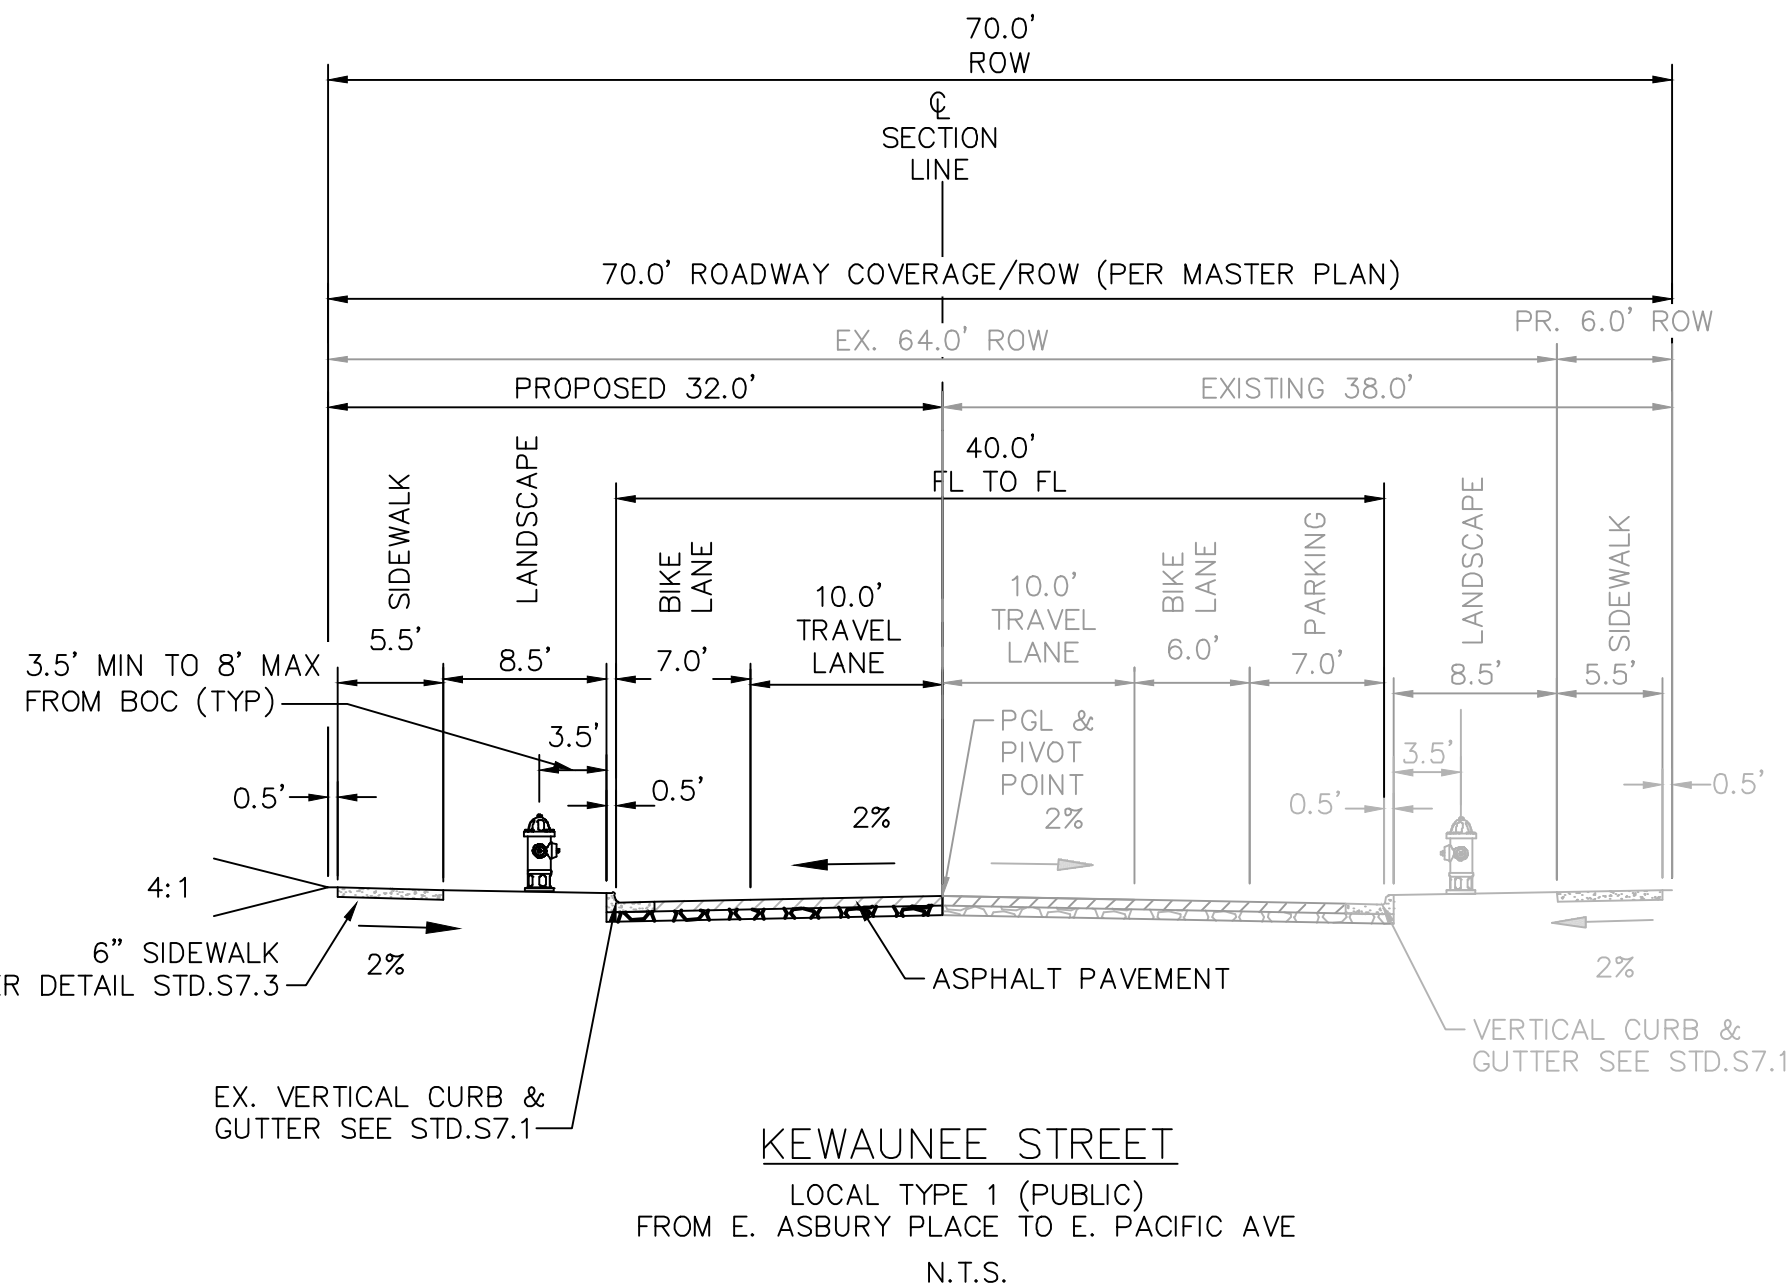 70.0'
ROW
℄
SECTION
LINE
70.0' ROADWAY COVERAGE/ROW (PER MASTER PLAN)
PR. 6.0' ROW
EX. 64.0' ROW
PROPOSED 32.0'
EXISTING 38.0'
40.0'
FL TO FL
SIDEWALK
5.5'
LANDSCAPE
8.5'
BIKE
LANE
7.0'
10.0'
TRAVEL
LANE
10.0'
TRAVEL
LANE
BIKE
LANE
6.0'
PARKING
7.0'
LANDSCAPE
8.5'
SIDEWALK
5.5'
3.5' MIN TO 8' MAX
FROM BOC (TYP)
3.5'
0.5'
0.5'
PGL &
PIVOT
POINT
3.5'
0.5'
0.5'
2%
2%
4:1
6" SIDEWALK
ER DETAIL STD.S7.3
2%
ASPHALT PAVEMENT
2%
VERTICAL CURB &
GUTTER SEE STD.S7.1
EX. VERTICAL CURB &
GUTTER SEE STD.S7.1
KEWAUNEE STREET
LOCAL TYPE 1 (PUBLIC)
FROM E. ASBURY PLACE TO E. PACIFIC AVE
N.T.S.